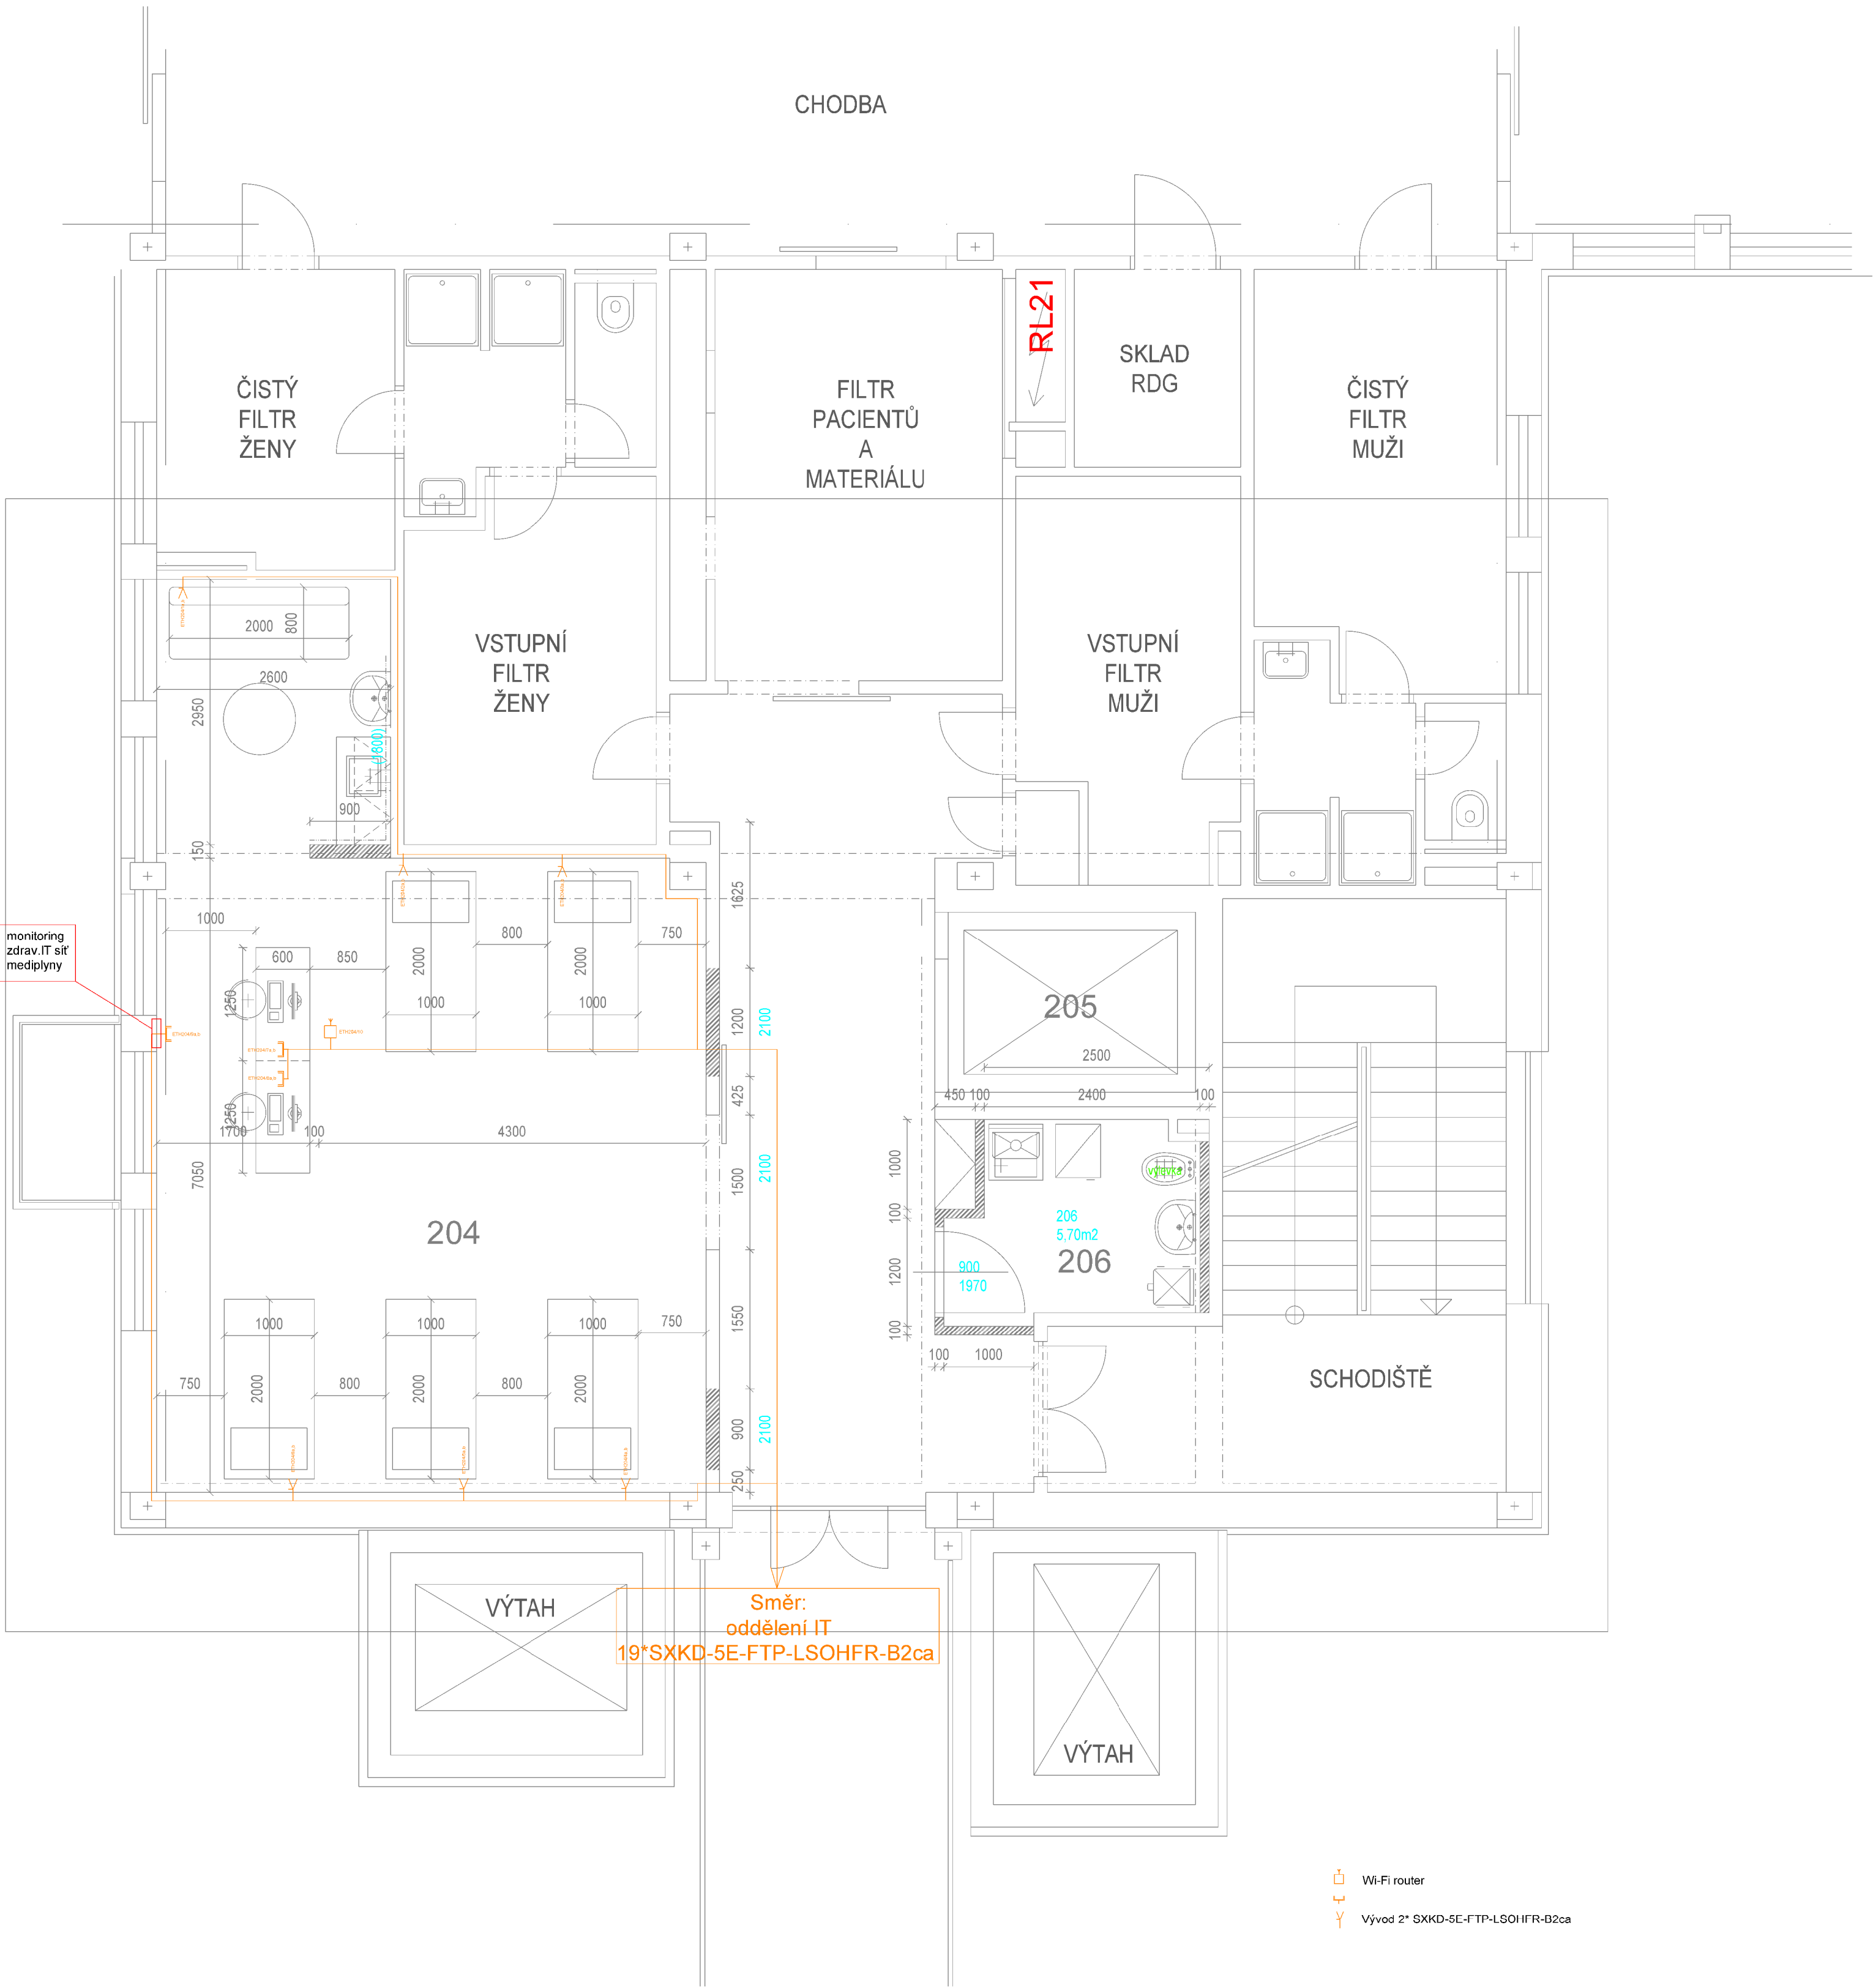 CHODBA
RL21
SKLAD
RDG
ČISTÝ
FILTR
ŽENY
FILTR
PACIENTŮ
A
MATERIÁLU
ČISTÝ
FILTR
MUŽI
2000
800
2600
2950
(1800)
900
150
VSTUPNÍ
FILTR
ŽENY
VSTUPNÍ
FILTR
MUŽI
monitoring
zdrav.IT síť
mediplyny
1000
600
850
800
750
2000
2000
1000
1000
1250
1250
1700
100
4300
7050
1625
1200
2100
425
1500
2100
1550
900
2100
250
204
205
2500
450
100
2400
100
1000
100
1200
100
výlevka
206
5,70m2
206
900
1970
100
1000
1000
1000
1000
750
750
800
800
2000
2000
2000
SCHODIŠTĚ
VÝTAH
Směr:
oddělení IT
19*SXKD-5E-FTP-LSOHFR-B2ca
VÝTAH
Wi-Fi router
Vývod 2* SXKD-5E-FTP-LSOHFR-B2ca